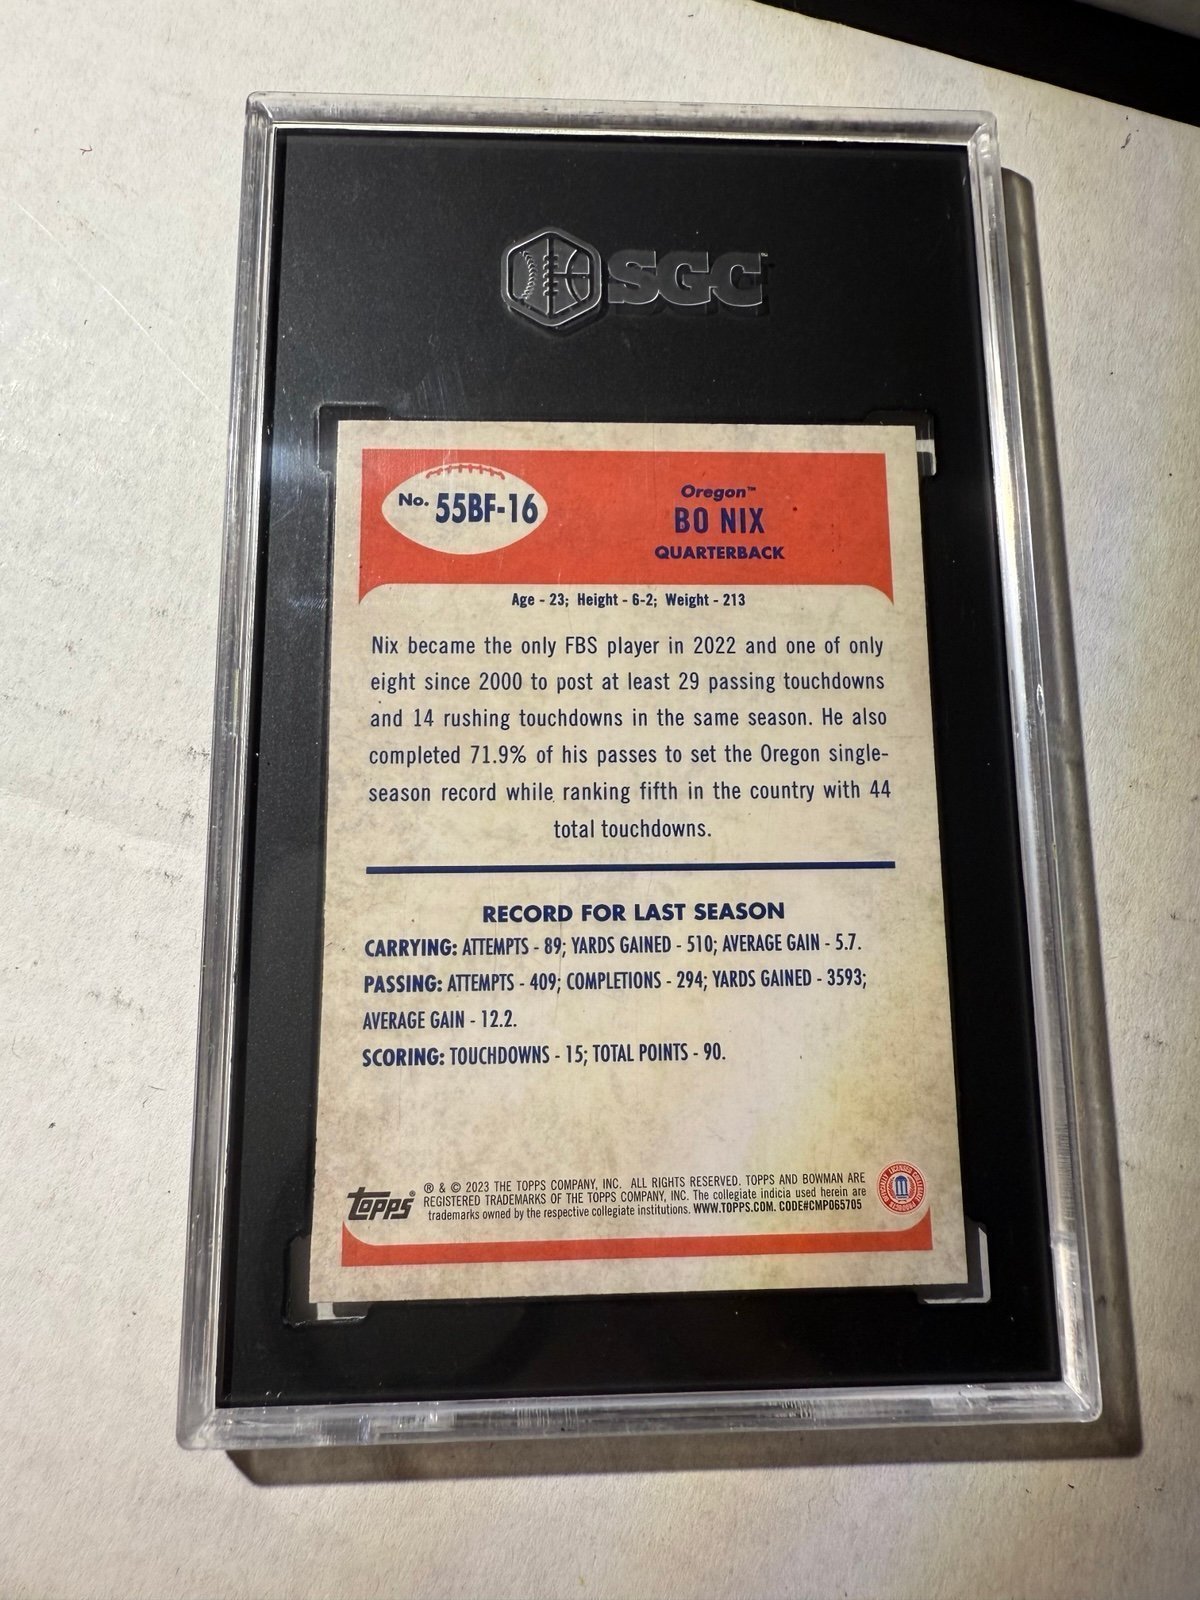 SGC™
No. 55BF-16
Oregon™
BO NIX
QUARTERBACK
Age - 23; Height - 6-2; Weight - 213
Nix became the only FBS player in 2022 and one of only
eight since 2000 to post at least 29 passing touchdowns
and 14 rushing touchdowns in the same season. He also
completed 71.9% of his passes to set the Oregon single-
season record while ranking fifth in the country with 44
total touchdowns.
RECORD FOR LAST SEASON
CARRYING: ATTEMPTS - 89; YARDS GAINED - 510; AVERAGE GAIN - 5.7.
PASSING: ATTEMPTS - 409; COMPLETIONS - 294; YARDS GAINED - 3593;
AVERAGE GAIN - 12.2.
SCORING: TOUCHDOWNS - 15; TOTAL POINTS - 90.
Topps®
® & © 2023 THE TOPPS COMPANY, INC. ALL RIGHTS RESERVED. TOPPS AND BOWMAN ARE
REGISTERED TRADEMARKS OF THE TOPPS COMPANY, INC. The collegiate indicia used herein are
trademarks owned by the respective collegiate institutions. WWW.TOPPS.COM. CODE#CMP065705
OFFICIALLY LICENSED COLLEGIATE PRODUCTS